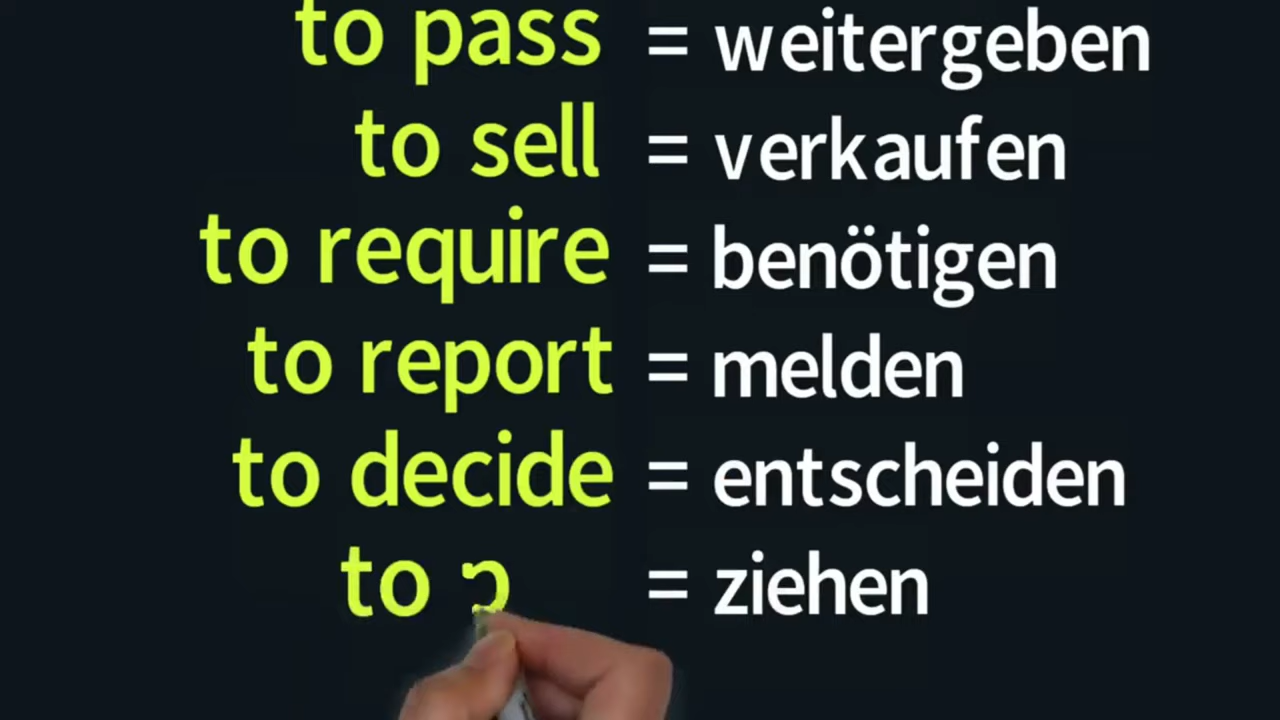 to pass = weitergeben
to sell = verkaufen
to require = benötigen
to report = melden
to decide = entscheiden
to = ziehen